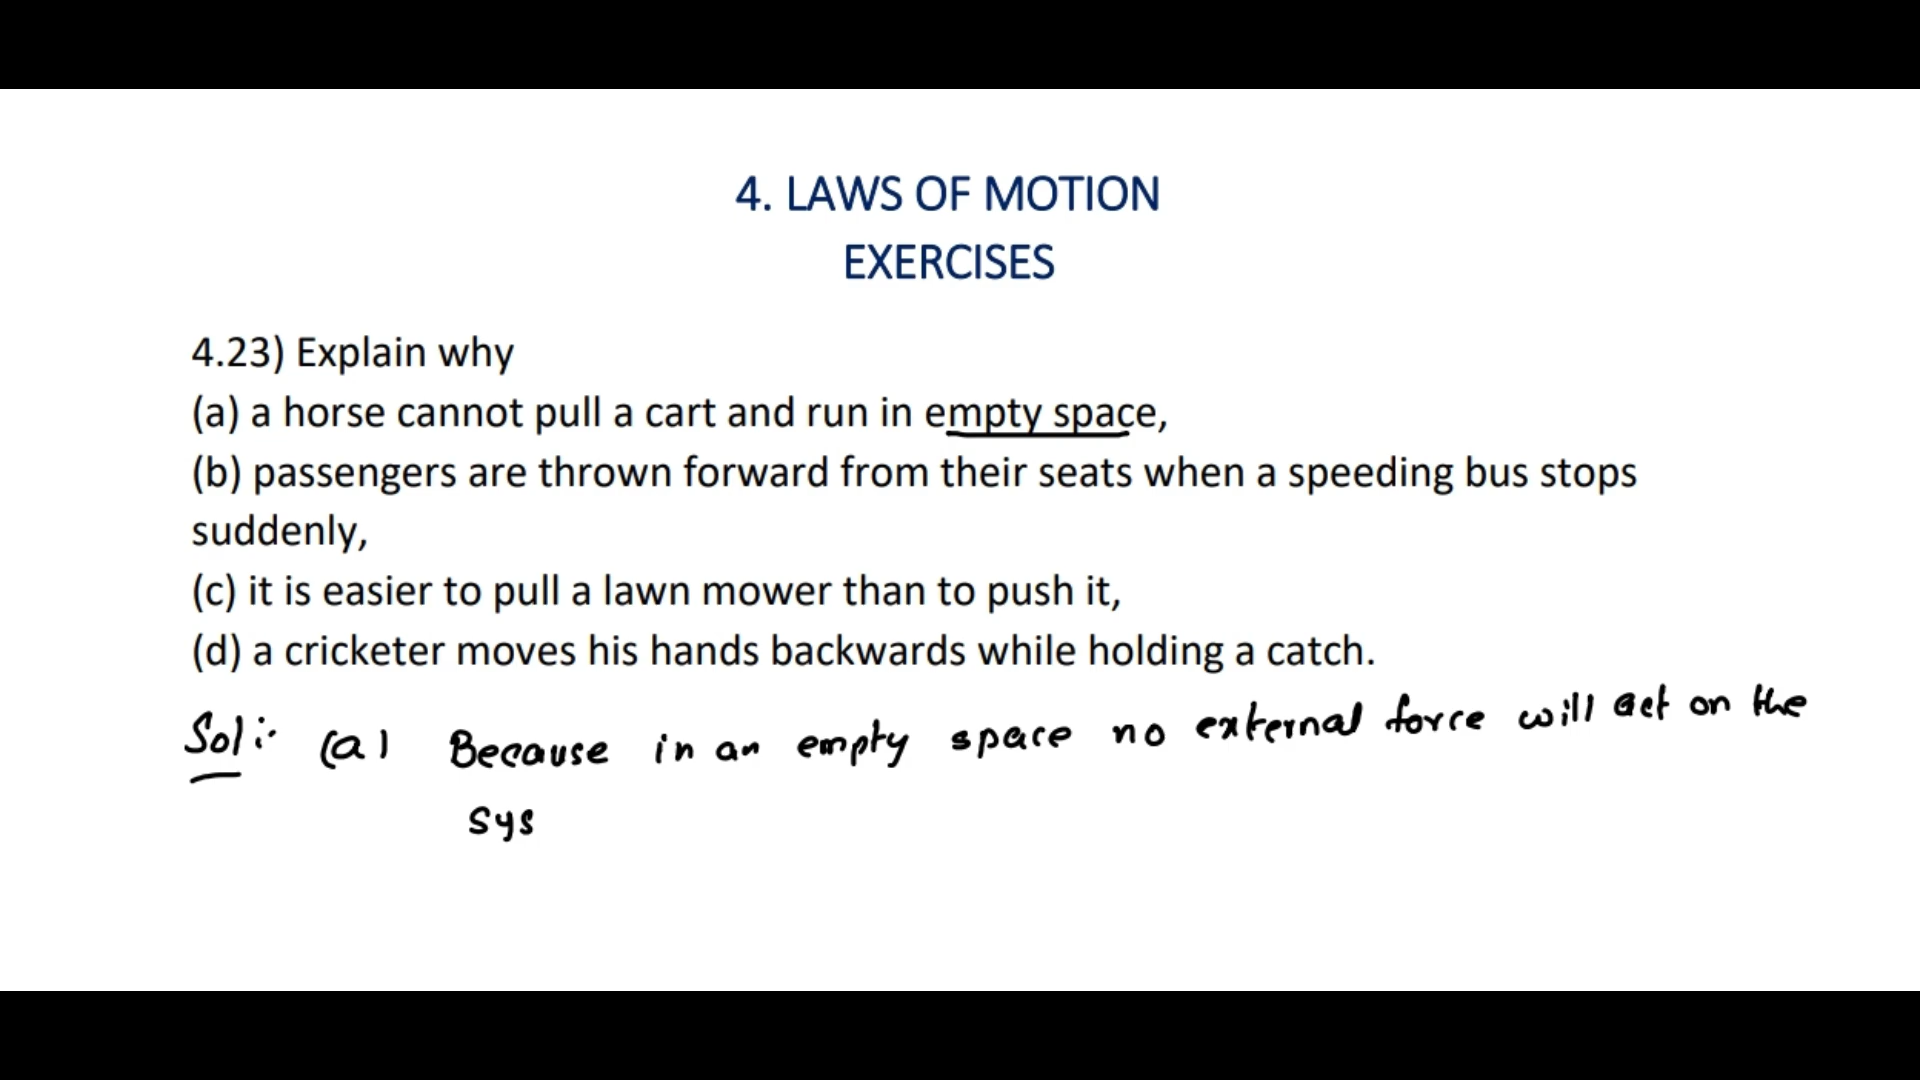 4. LAWS OF MOTION
EXERCISES
4.23) Explain why
(a) a horse cannot pull a cart and run in empty space,
(b) passengers are thrown forward from their seats when a speeding bus stops
suddenly,
(c) it is easier to pull a lawn mower than to push it,
(d) a cricketer moves his hands backwards while holding a catch.
Sol:- (a) Because in an empty space no external force will act on the
sys